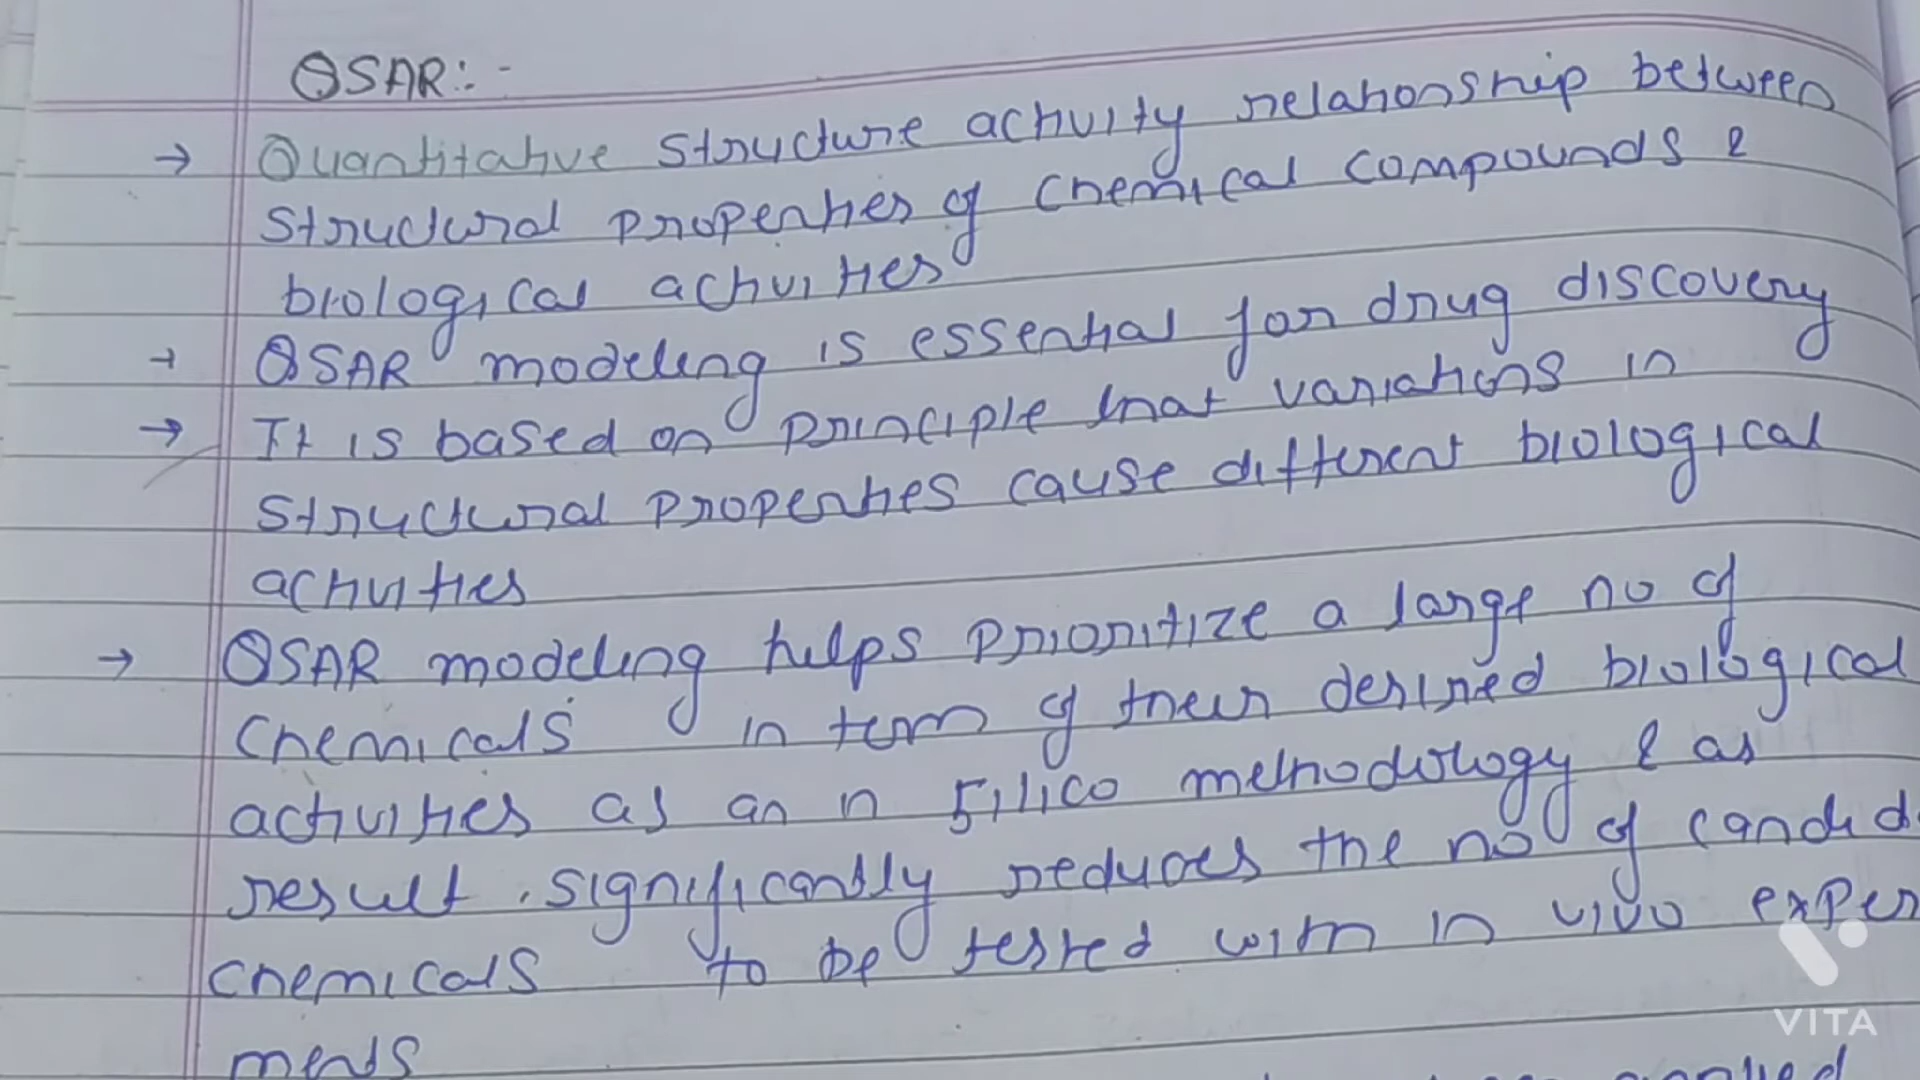 QSAR:-
→ Quantitative structure activity relationship between
structural properties of chemical compounds &
biological activities
→ QSAR modeling is essential for drug discovery
→ It is based on principle that variations in
structural properties cause different biological
activities
→ QSAR modeling helps prioritize a large no of
chemicals in term of their desired biological
activities as an n silico methodology & as
result, significantly reduces the no of candid
chemicals to be tested with in vivo exper
ments
applied
VITA